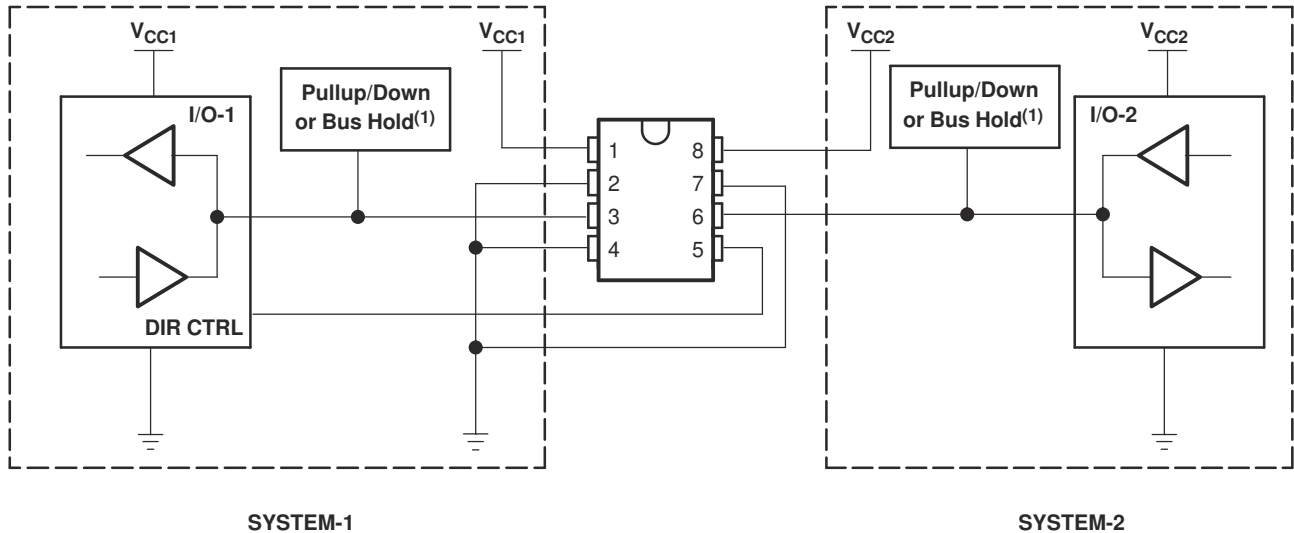 VCC1
VCC1
VCC2
VCC2
Pullup/Down
or Bus Hold(1)
Pullup/Down
or Bus Hold(1)
I/O-1
I/O-2
1
8
2
7
3
6
4
5
DIR CTRL
SYSTEM-1
SYSTEM-2